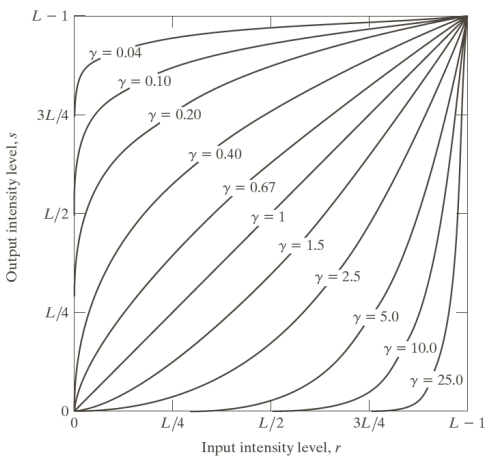 L − 1
γ = 0.04
γ = 0.10
3L/4
γ = 0.20
γ = 0.40
γ = 0.67
L/2
γ = 1
γ = 1.5
γ = 2.5
L/4
γ = 5.0
γ = 10.0
γ = 25.0
0
0
L/4
L/2
3L/4
L − 1
Output intensity level, s
Input intensity level, r